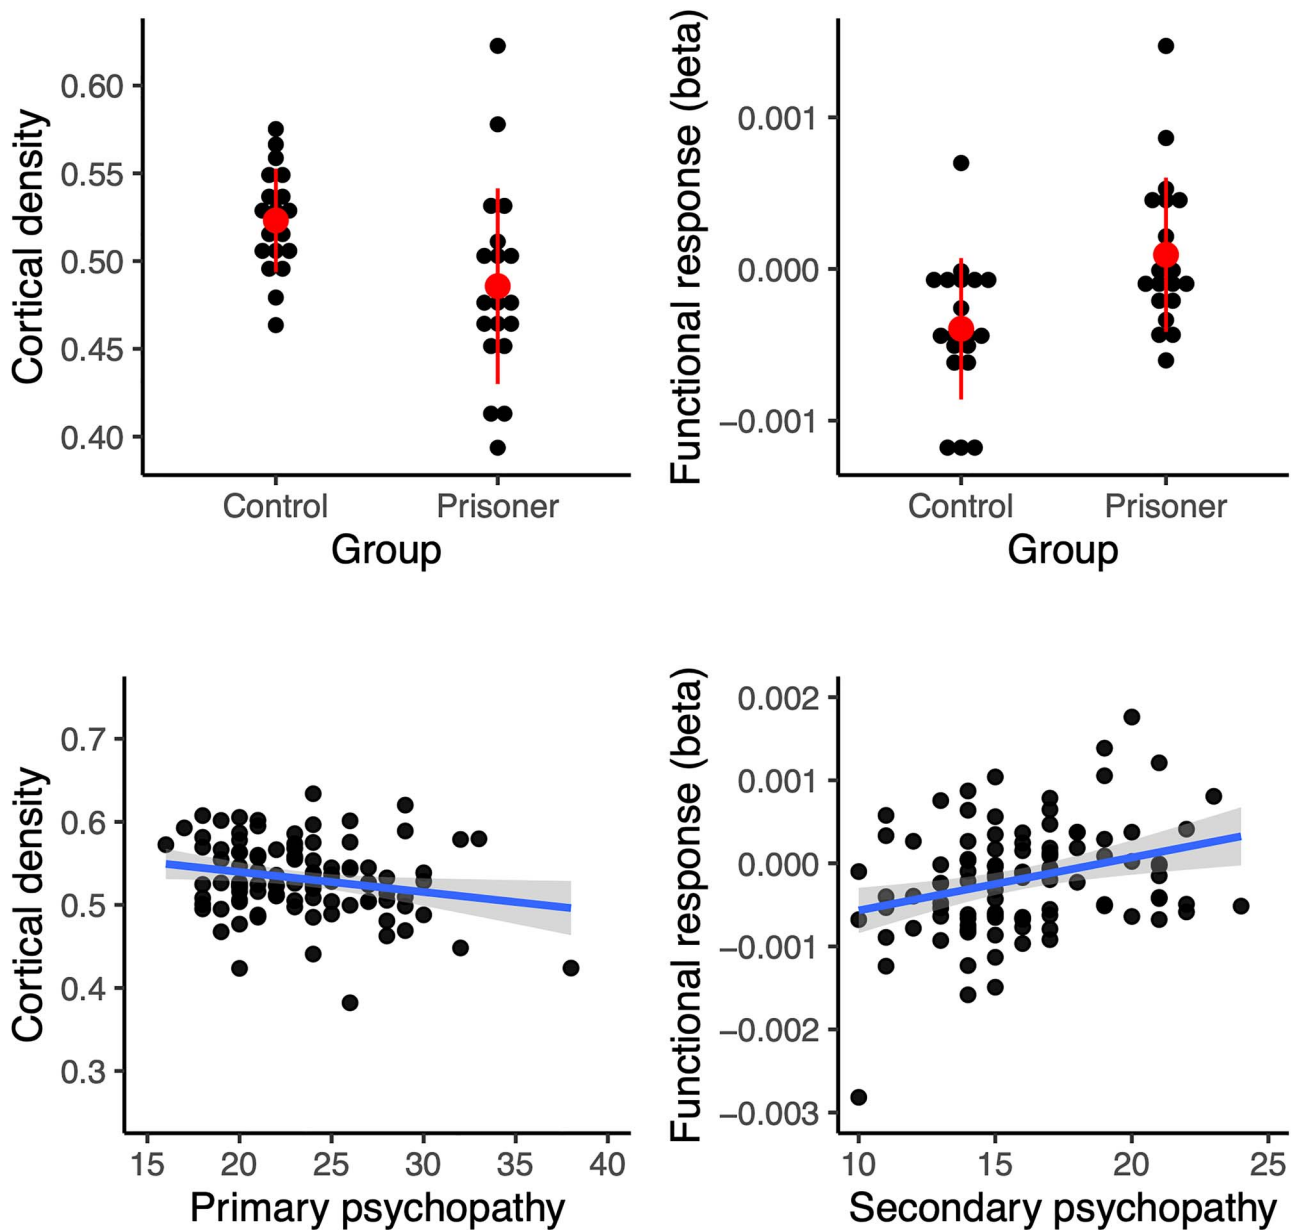 Cortical density
0.60
0.55
0.50
0.45
0.40
Control
Prisoner
Group
Functional response (beta)
0.001
0.000
−0.001
Control
Prisoner
Group
Cortical density
0.7
0.6
0.5
0.4
0.3
15 20 25 30 35 40
Primary psychopathy
Functional response (beta)
0.002
0.001
0.000
−0.001
−0.002
−0.003
10 15 20 25
Secondary psychopathy